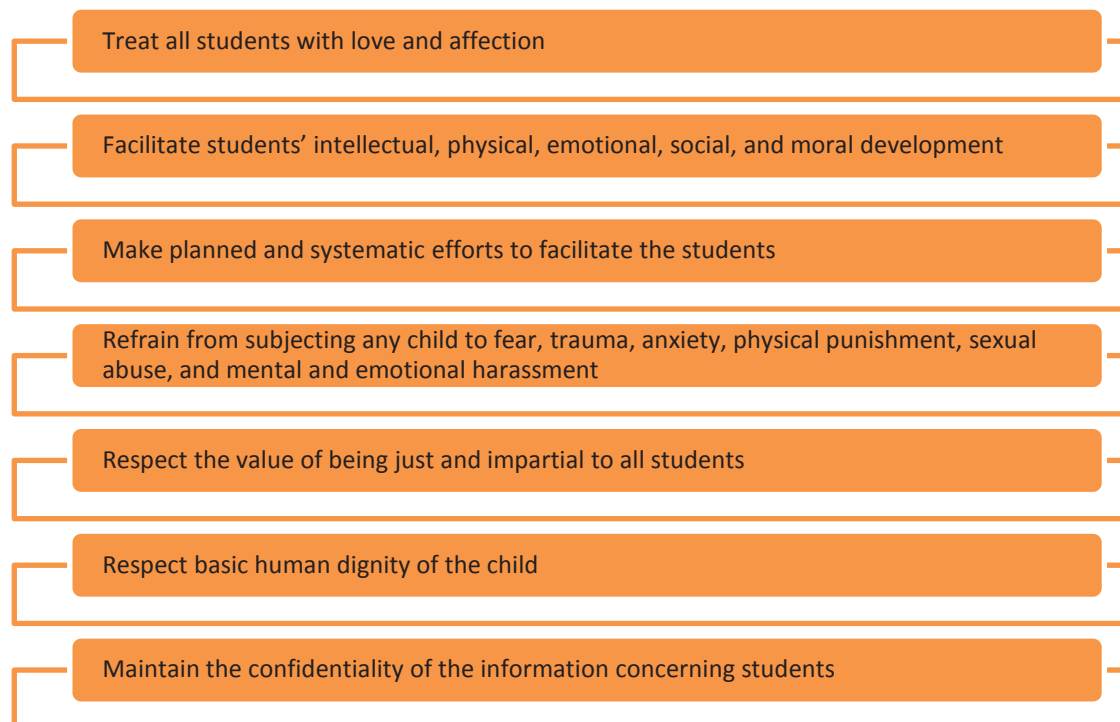 Treat all students with love and affection
Facilitate students’ intellectual, physical, emotional, social, and moral development
Make planned and systematic efforts to facilitate the students
Refrain from subjecting any child to fear, trauma, anxiety, physical punishment, sexual
abuse, and mental and emotional harassment
Respect the value of being just and impartial to all students
Respect basic human dignity of the child
Maintain the confidentiality of the information concerning students